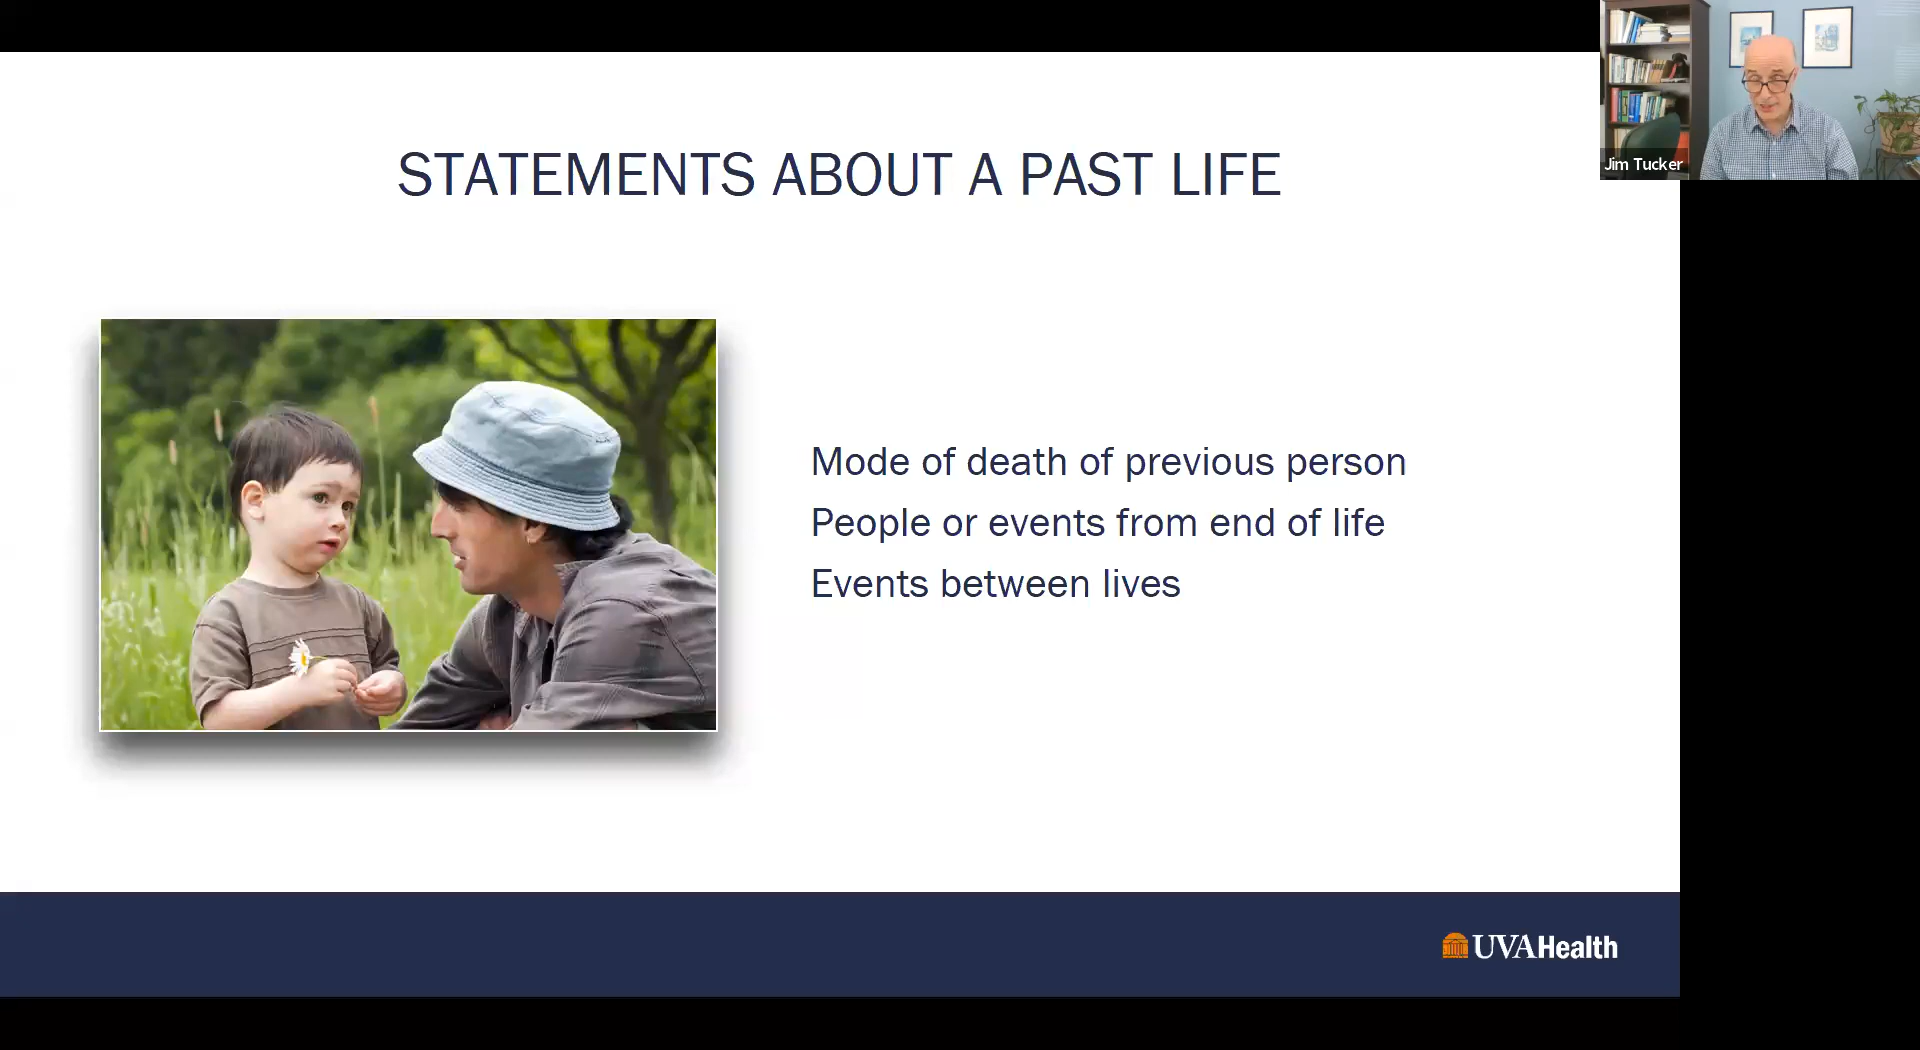 STATEMENTS ABOUT A PAST LIFE
Jim Tucker
Mode of death of previous person
People or events from end of life
Events between lives
UVAHealth